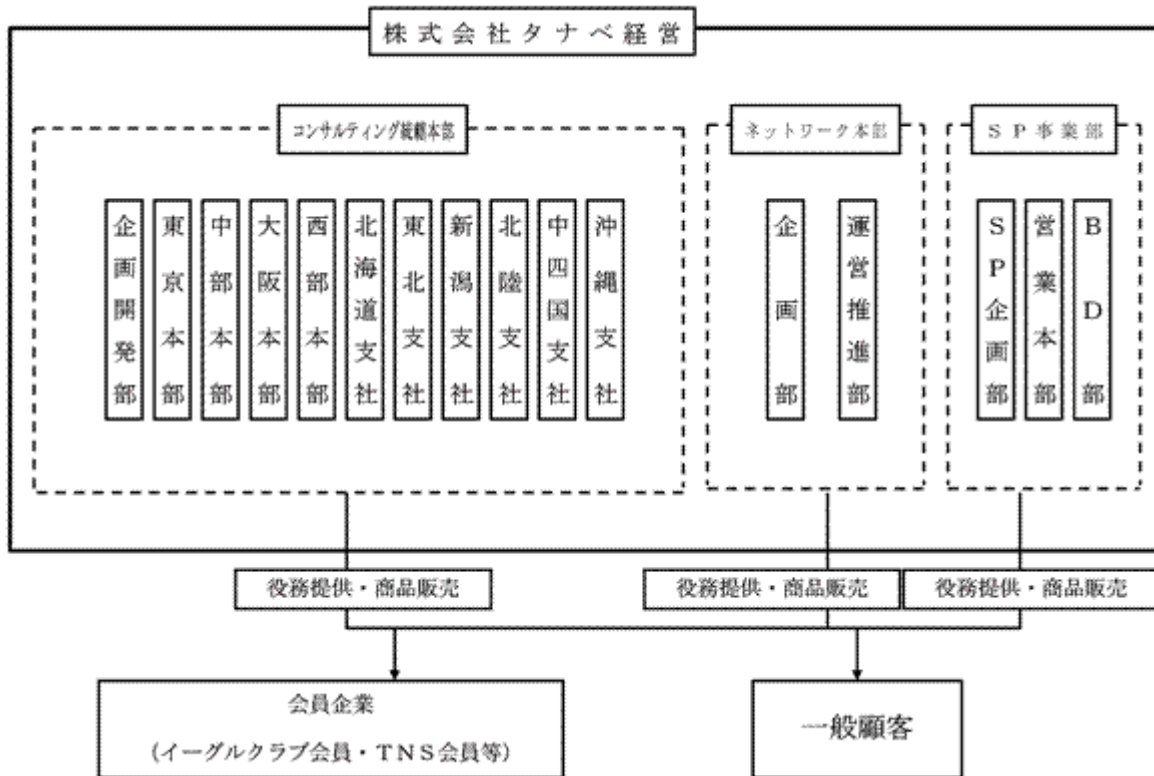 株式会社タナベ経営
コンサルティング統轄本部
ネットワーク本部
SP事業部
企画開発部
東京本部
中部本部
大阪本部
西部本部
北海道支社
東北支社
新潟支社
北陸支社
中四国支社
沖縄支社
企画部
運営推進部
SP企画部
営業本部
BD部
役務提供・商品販売
役務提供・商品販売
役務提供・商品販売
会員企業
(イーグルクラブ会員・TNS会員等)
一般顧客